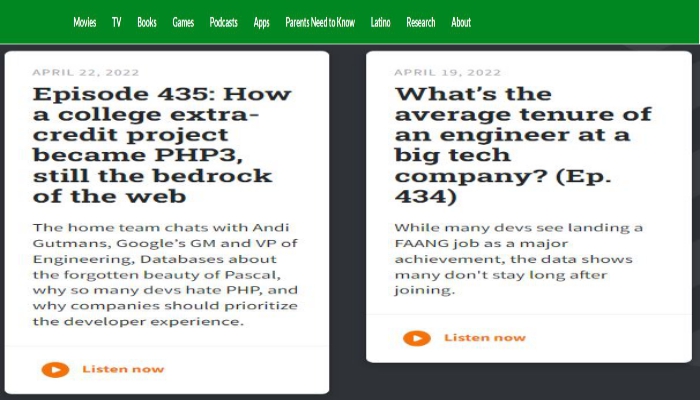 Movies TV Books Games Podcasts Apps Parents Need to Know Latino Research About
APRIL 22, 2022
Episode 435: How
a college extra-
credit project
became PHP3,
still the bedrock
of the web
The home team chats with Andi
Gutmans, Google's GM and VP of
Engineering, Databases about
the forgotten beauty of Pascal,
why so many devs hate PHP, and
why companies should prioritize
the developer experience.
Listen now
APRIL 19, 2022
What's the
average tenure of
an engineer at a
big tech
company? (Ep.
434)
While many devs see landing a
FAANG job as a major
achievement, the data shows
many don't stay long after
joining.
Listen now